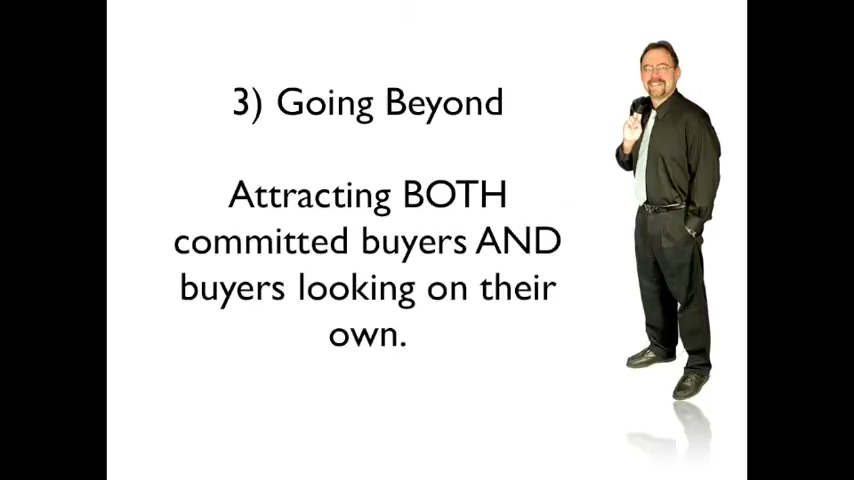 3) Going Beyond
Attracting BOTH
committed buyers AND
buyers looking on their
own.